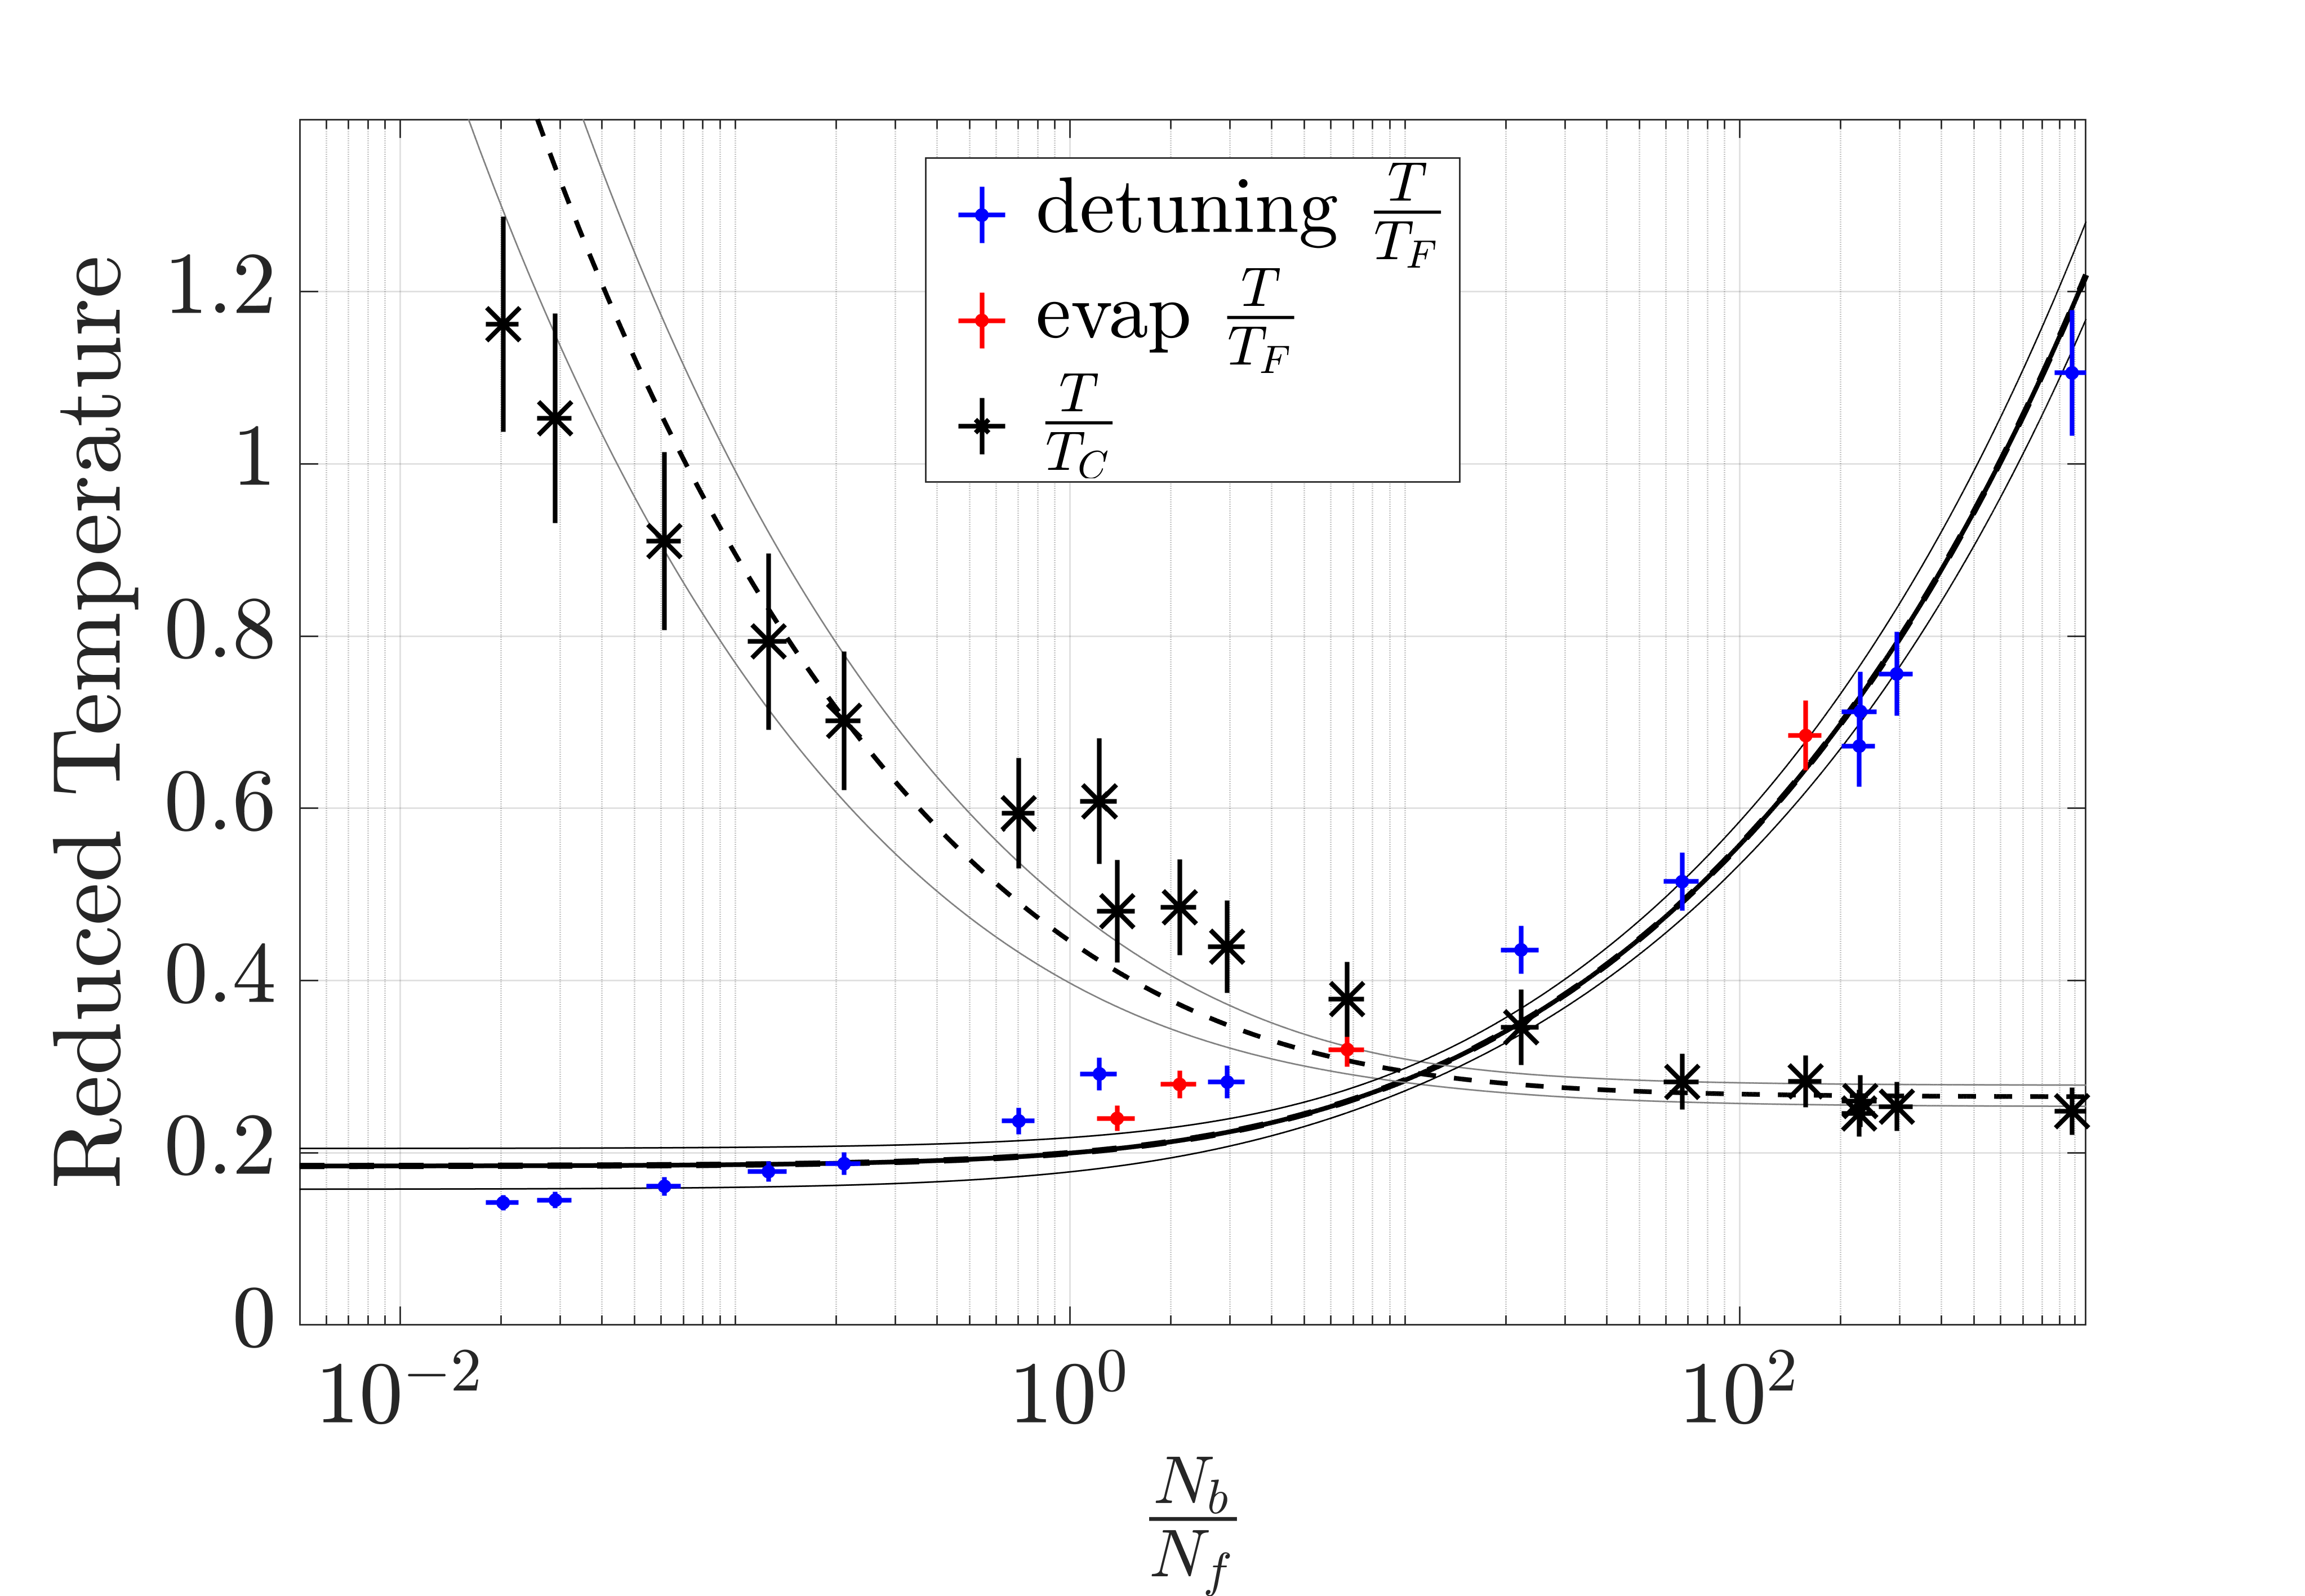 Reduced Temperature
1.2
1
0.8
0.6
0.4
0.2
0
detuning T/T_F
evap T/T_F
T/T_C
10^−2
10^0
10^2
N_b/N_f